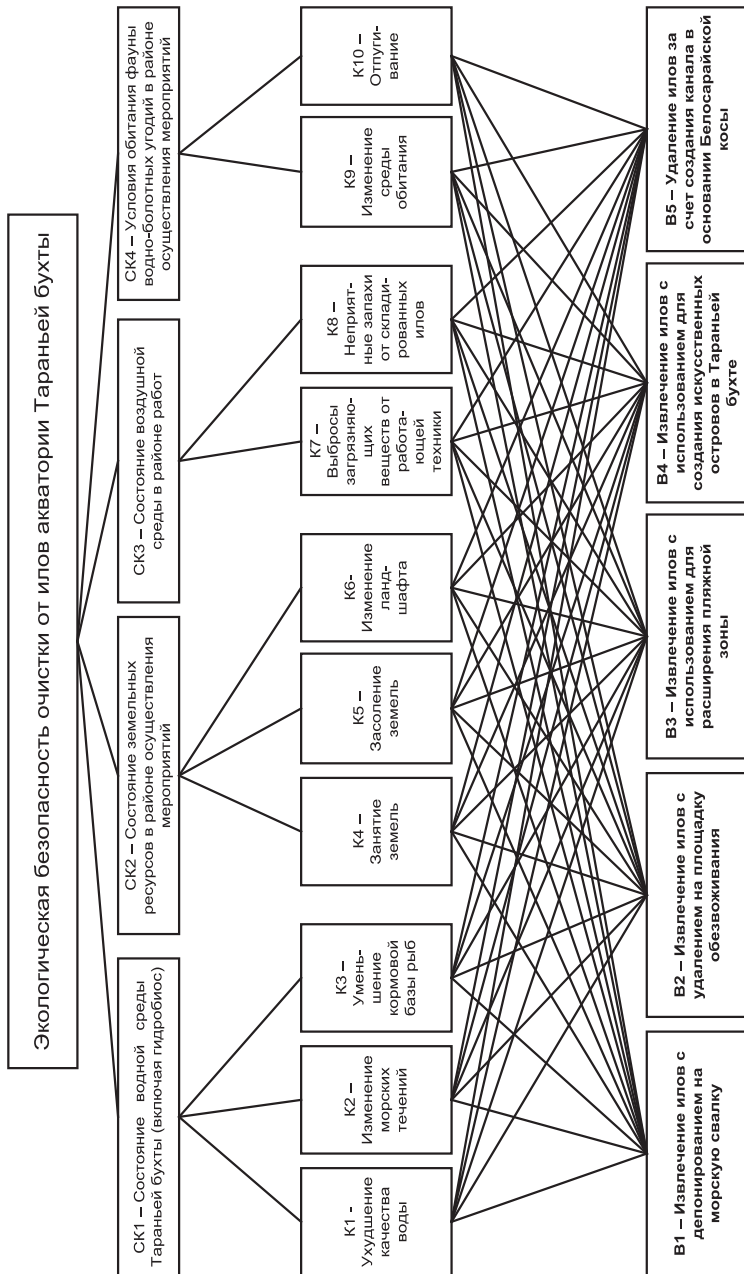 Экологическая безопасность очистки от илов акватории Тараньей бухты
СК1 – Состояние водной среды
Тараньей бухты (включая гидробиос)
СК2 – Состояние земельных
ресурсов в районе осуществления
мероприятий
СК3 – Состояние воздушной
среды в районе работ
СК4 – Условия обитания фауны
водно-болотных угодий в районе
осуществления мероприятий
К1 –
Ухудшение
качества
воды
К2 –
Изменение
морских
течений
К3 –
Умень-
шение
кормовой
базы рыб
К4 –
Занятие
земель
К5 –
Засоление
земель
К6-
Изменение
ланд-
шафта
К7 –
Выбросы
загрязняю-
щих
веществ от
работа-
ющей
техники
К8 –
Неприят-
ные запахи
от склади-
рованных
илов
К9 –
Изменение
среды
обитания
К10 –
Отпуги-
вание
В1 – Извлечение илов с
депонированием на
морскую свалку
В2 – Извлечение илов с
удалением на площадку
обезвоживания
В3 – Извлечение илов с
использованием для
расширения пляжной
зоны
В4 – Извлечение илов с
использованием для
создания искусственных
островов в Тараньей
бухте
В5 – Удаление илов за
счет создания канала в
основании Белосарайской
косы